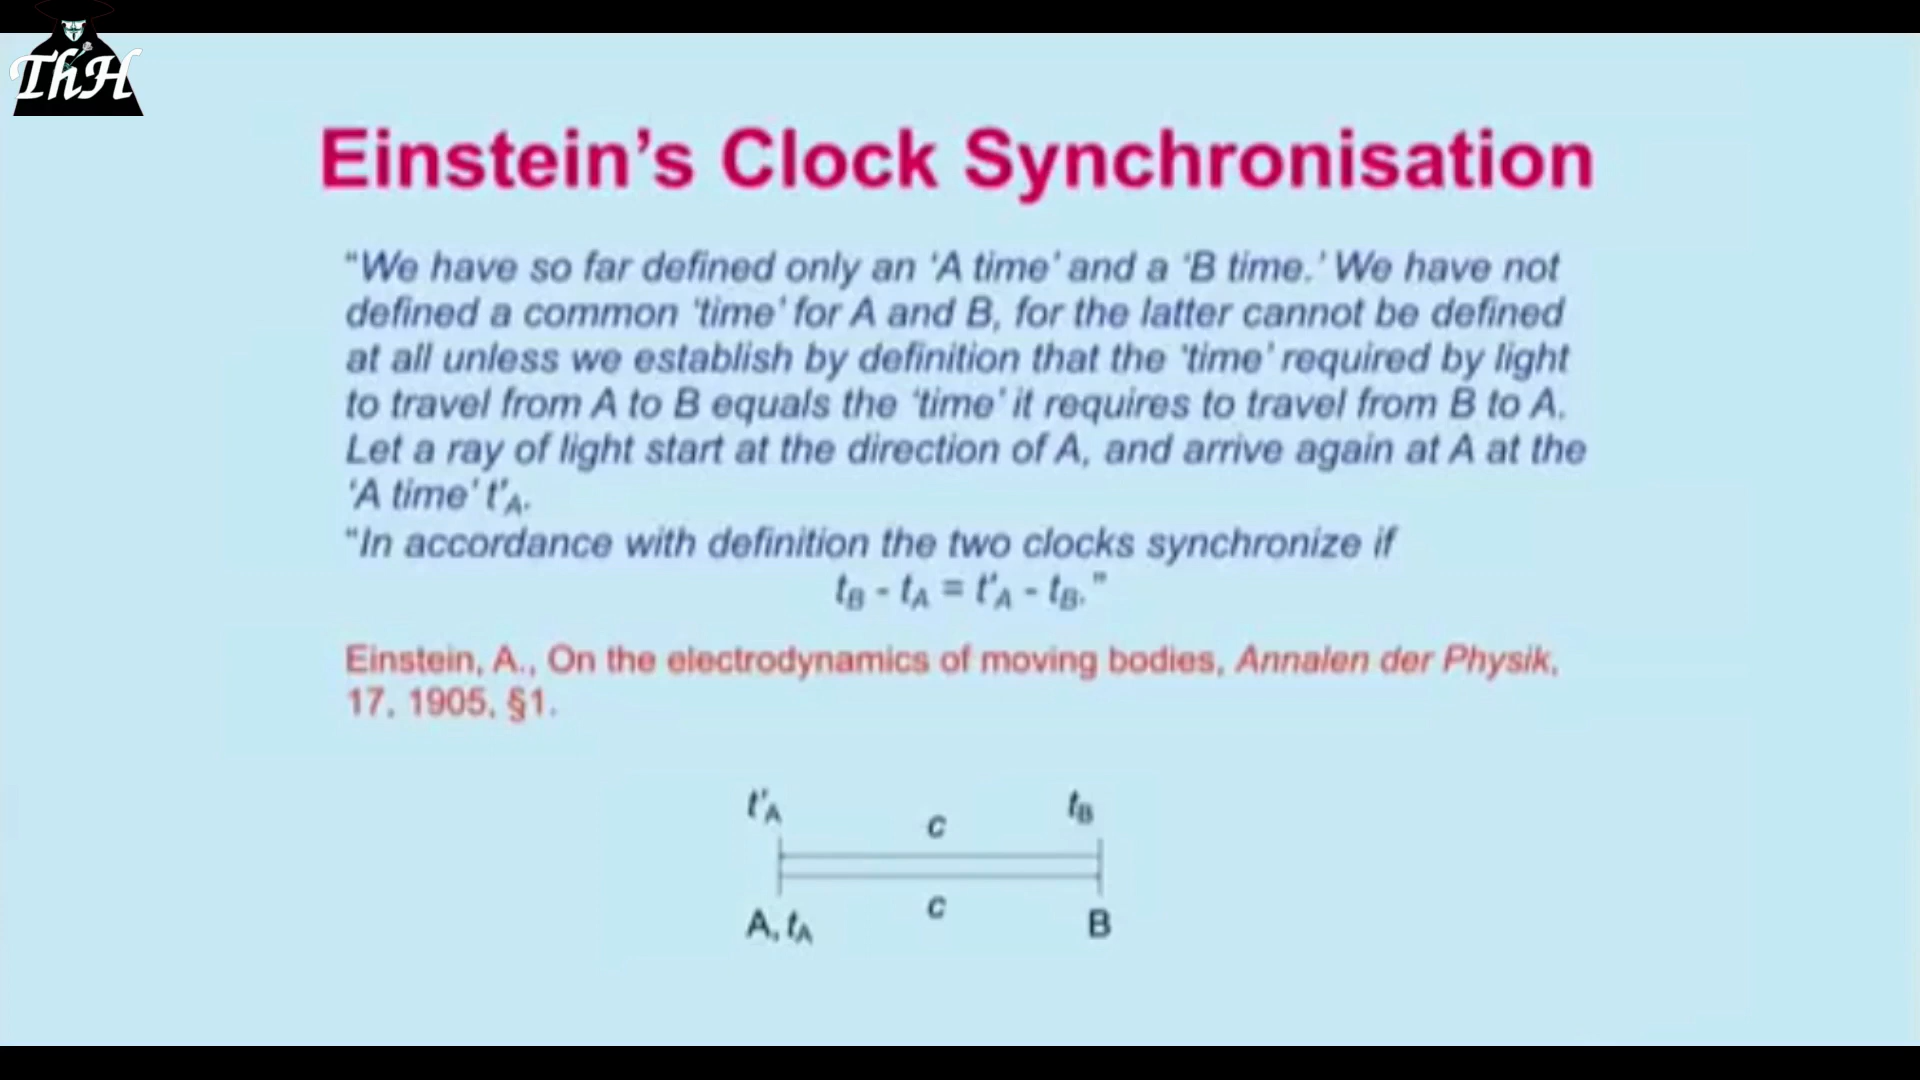 ThH
Einstein's Clock Synchronisation
“We have so far defined only an ‘A time’ and a ‘B time.’ We have not
defined a common ‘time’ for A and B, for the latter cannot be defined
at all unless we establish by definition that the ‘time’ required by light
to travel from A to B equals the ‘time’ it requires to travel from B to A.
Let a ray of light start at the direction of A, and arrive again at A at the
‘A time’ t'A.
“In accordance with definition the two clocks synchronize if
tB - tA = t'A - tB.”
Einstein, A., On the electrodynamics of moving bodies, Annalen der Physik,
17, 1905, §1.
t'A tB
c
c
A, tA B